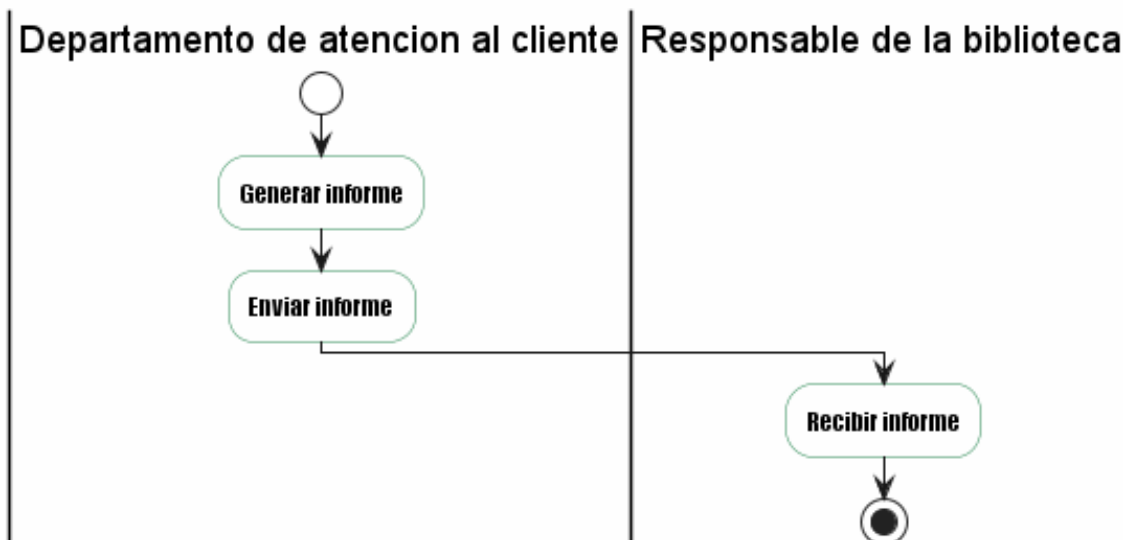 Departamento de atencion al cliente
Responsable de la biblioteca
Generar informe
Enviar informe
Recibir informe